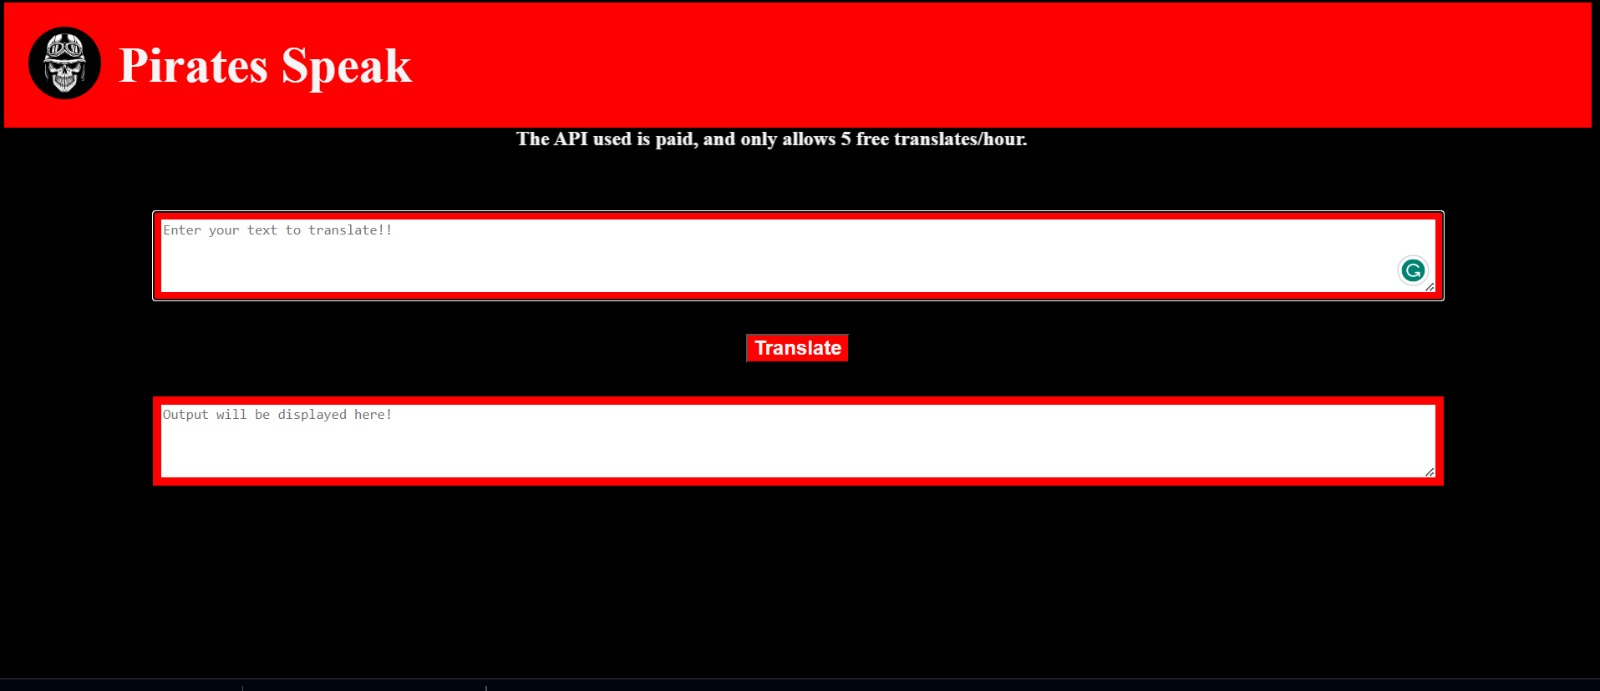 Pirates Speak
The API used is paid, and only allows 5 free translates/hour.
Enter your text to translate!!
Translate
Output will be displayed here!